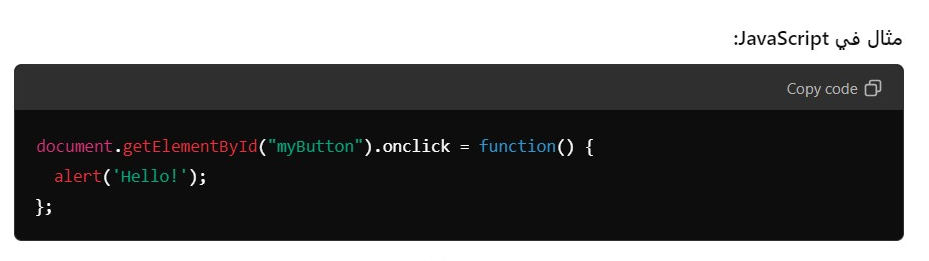 مثال في JavaScript:
Copy code
document.getElementById("myButton").onclick = function() {
  alert('Hello!');
};